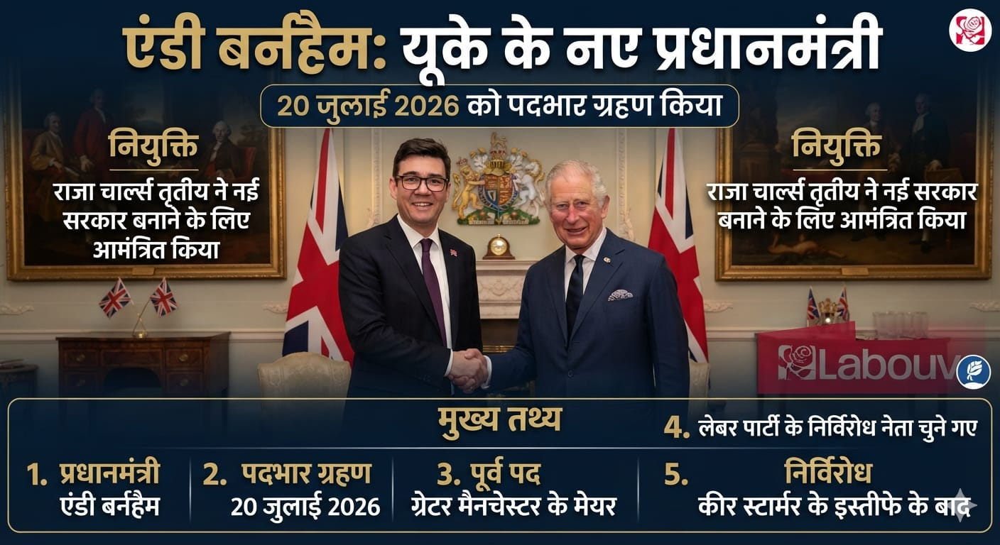 एंडी बर्नहैम: यूके के नए प्रधानमंत्री
20 जुलाई 2026 को पदभार ग्रहण किया
नियुक्ति
राजा चार्ल्स तृतीय ने नई
सरकार बनाने के लिए
आमंत्रित किया
नियुक्ति
राजा चार्ल्स तृतीय ने नई सरकार
बनाने के लिए आमंत्रित किया
Labouv
मुख्य तथ्य
1. प्रधानमंत्री
एंडी बर्नहैम
2. पदभार ग्रहण
20 जुलाई 2026
3. पूर्व पद
ग्रेटर मैनचेस्टर के मेयर
4. लेबर पार्टी के निर्विरोध नेता चुने गए
5. निर्विरोध
कीर स्टार्मर के इस्तीफे के बाद